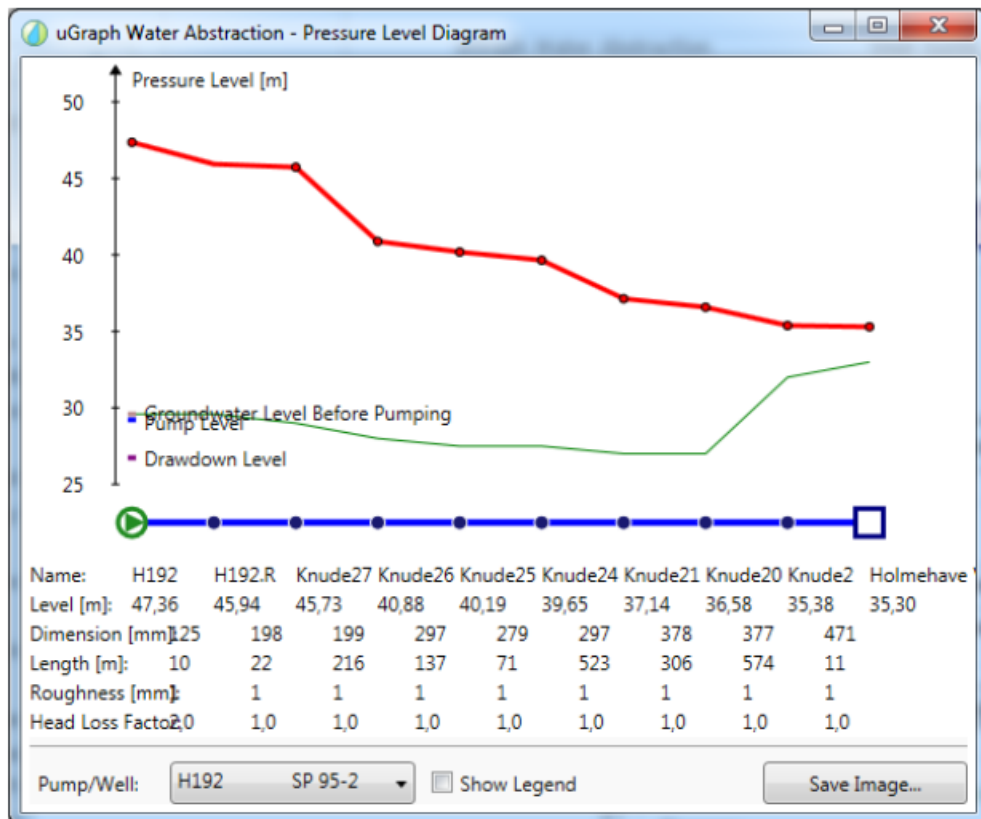 uGraph Water Abstraction - Pressure Level Diagram
Pressure Level [m]
50
45
40
35
30
Groundwater Level Before Pumping
Pump Level
Drawdown Level
25
Name: H192 H192.R Knude27 Knude26 Knude25 Knude24 Knude21 Knude20 Knude2 Holmehave
Level [m]: 47,36 45,94 45,73 40,88 40,19 39,65 37,14 36,58 35,38 35,30
Dimension [mm]: 125 198 199 297 279 297 378 377 471
Length [m]: 10 22 216 137 71 523 306 574 11
Roughness [mm]: 1 1 1 1 1 1 1 1 1
Head Loss Factor: 2,0 1,0 1,0 1,0 1,0 1,0 1,0 1,0 1,0
Pump/Well: H192 SP 95-2 Show Legend Save Image...